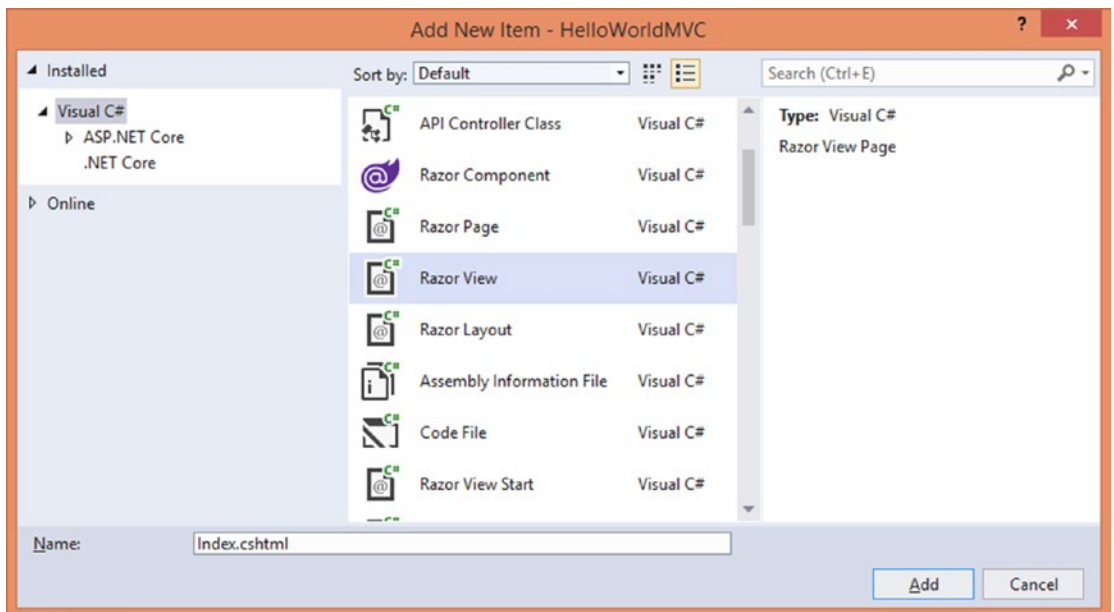 Add New Item - HelloWorldMVC
? ×
Installed
Sort by: Default
Search (Ctrl+E)
Visual C#
ASP.NET Core
.NET Core
Online
C# API Controller Class Visual C#
@ Razor Component Visual C#
C# @ Razor Page Visual C#
C# @ Razor View Visual C#
C# @ Razor Layout Visual C#
C# i Assembly Information File Visual C#
C# Code File Visual C#
C# @ Razor View Start Visual C#
Type: Visual C#
Razor View Page
Name: Index.cshtml
Add Cancel